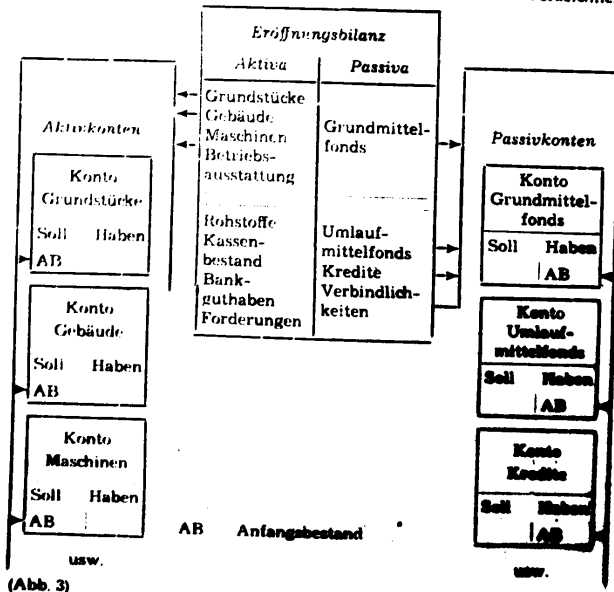 Eröffnungsbilanz
Aktiva Passiva
Grundstücke
Gebäude
Maschinen
Betriebs-
ausstattung
Grundmittel-
fonds
Rohstoffe
Kassen-
bestand
Bank-
guthaben
Forderungen
Umlauf-
mittelfonds
Kredite
Verbindlich-
keiten
Aktivkonten
Konto
Grundstücke
Soll Haben
AB
Konto
Gebäude
Soll Haben
AB
Konto
Maschinen
Soll Haben
AB
usw.
Passivkonten
Konto
Grundmittel-
fonds
Soll Haben
AB
Konto
Umlauf-
mittelfonds
Soll Haben
AB
Konto
Kredite
Soll Haben
AB
usw.
AB Anfangsbestand
(Abb. 3)